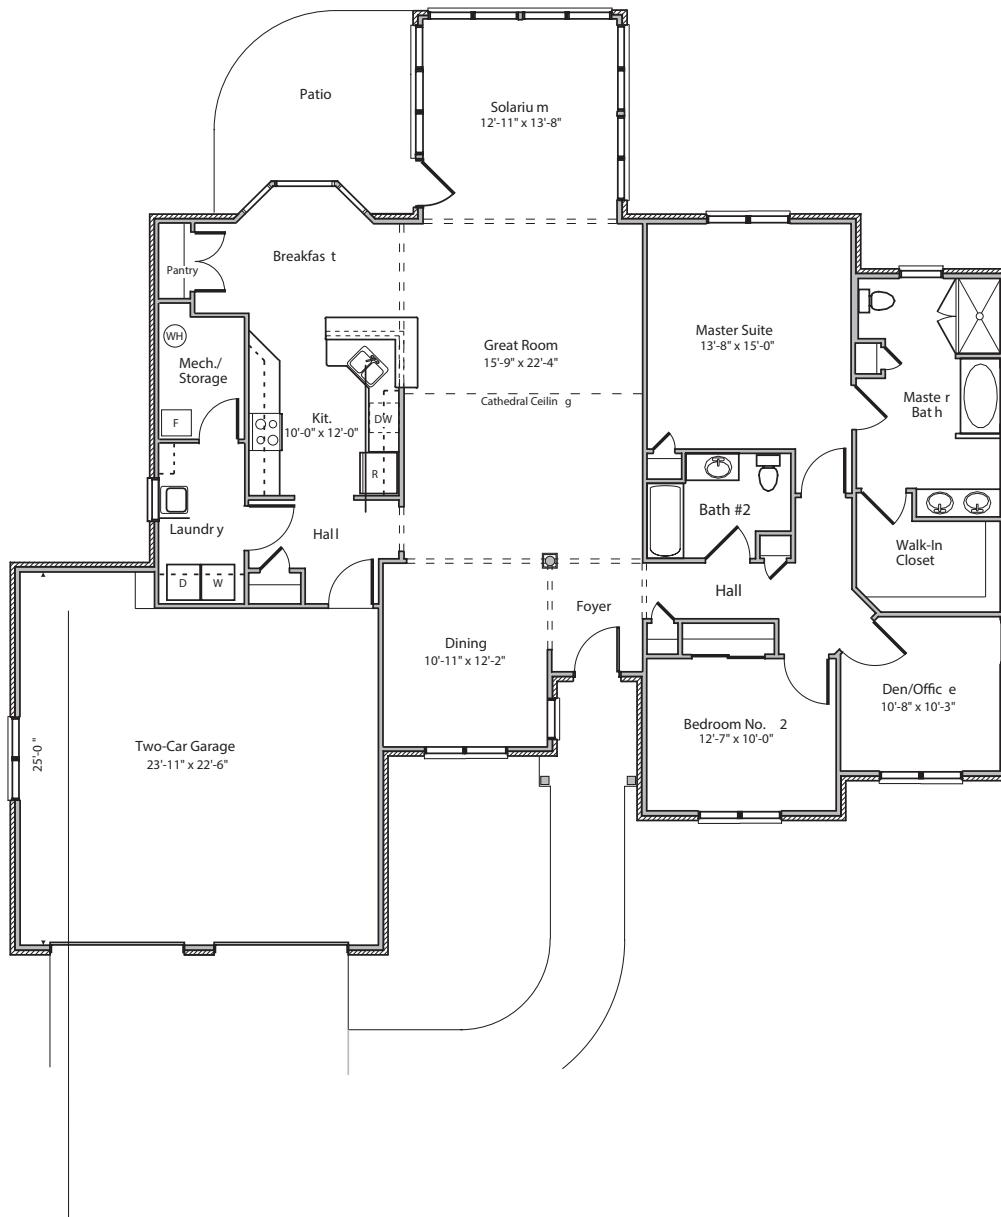 Patio
Solarium
12'-11" x 13'-8"
Breakfast
Pantry
WH
Mech./
Storage
F
Kit.
10'-0" x 12'-0"
DW
R
Great Room
15'-9" x 22'-4"
Cathedral Ceiling
Master Suite
13'-8" x 15'-0"
Master
Bath
Bath #2
Walk-In
Closet
Laundry
Hall
D
W
Hall
Foyer
Dining
10'-11" x 12'-2"
Den/Office
10'-8" x 10'-3"
Bedroom No. 2
12'-7" x 10'-0"
Two-Car Garage
23'-11" x 22'-6"
25'-0"